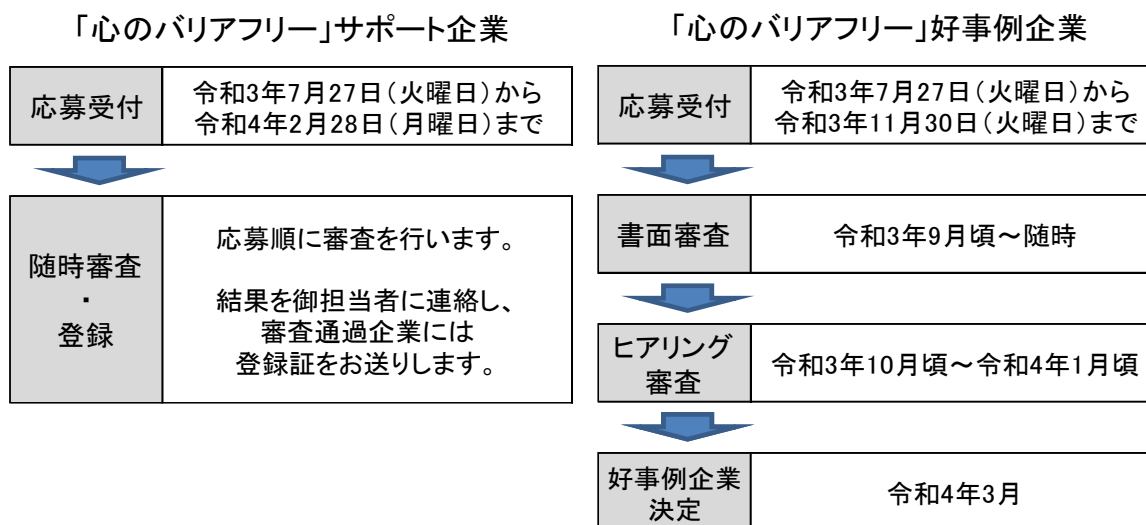 「心のバリアフリー」サポート企業
応募受付
令和3年7月27日(火曜日)から
令和4年2月28日(月曜日)まで
随時審査
・
登録
応募順に審査を行います。
結果を御担当者に連絡し、
審査通過企業には
登録証をお送りします。
「心のバリアフリー」好事例企業
応募受付
令和3年7月27日(火曜日)から
令和3年11月30日(火曜日)まで
書面審査
令和3年9月頃～随時
ヒアリング
審査
令和3年10月頃～令和4年1月頃
好事例企業
決定
令和4年3月